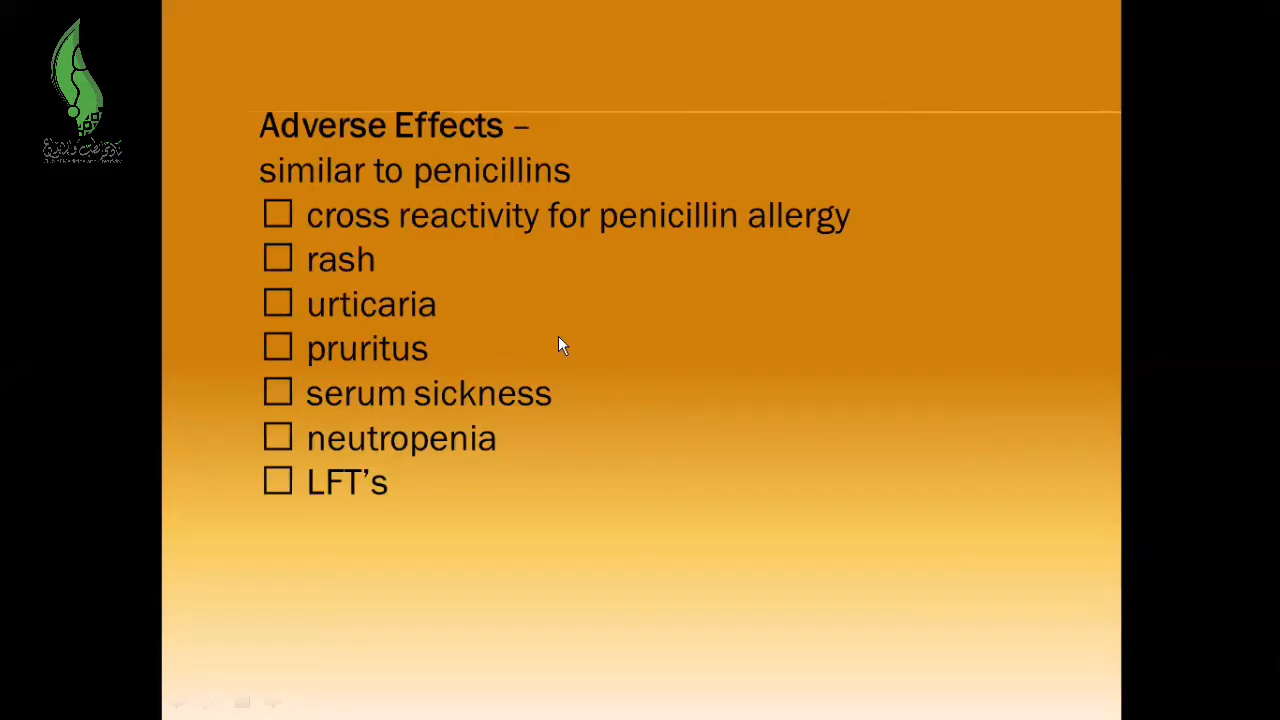 Adverse Effects –
similar to penicillins
☐ cross reactivity for penicillin allergy
☐ rash
☐ urticaria
☐ pruritus
☐ serum sickness
☐ neutropenia
☐ LFT’s